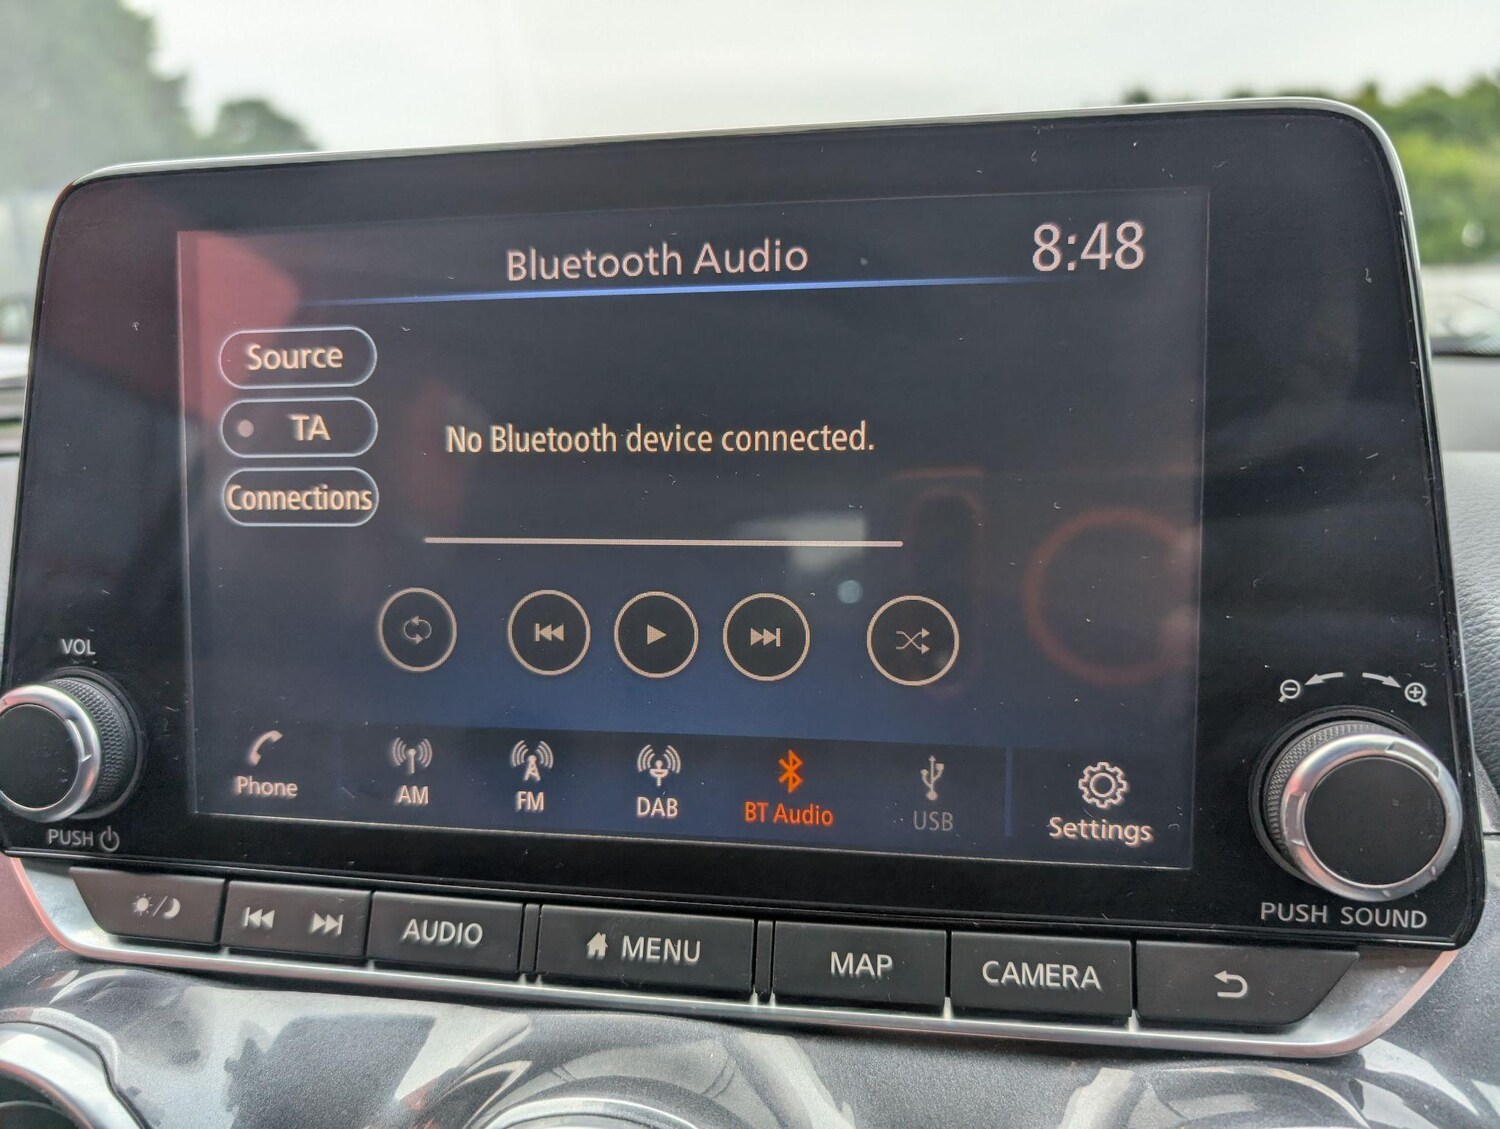 Bluetooth Audio
8:48
Source
TA
Connections
No Bluetooth device connected.
VOL
PUSH
Phone
AM
FM
DAB
BT Audio
USB
Settings
PUSH SOUND
AUDIO
MENU
MAP
CAMERA